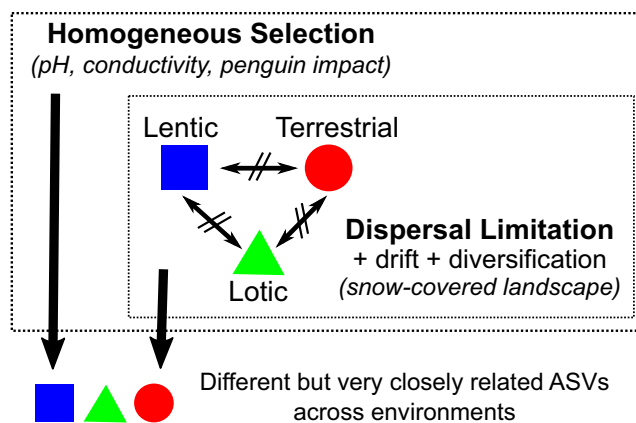 Homogeneous Selection
(pH, conductivity, penguin impact)
Lentic
Terrestrial
Dispersal Limitation
+ drift + diversification
(snow-covered landscape)
Lotic
Different but very closely related ASVs
across environments